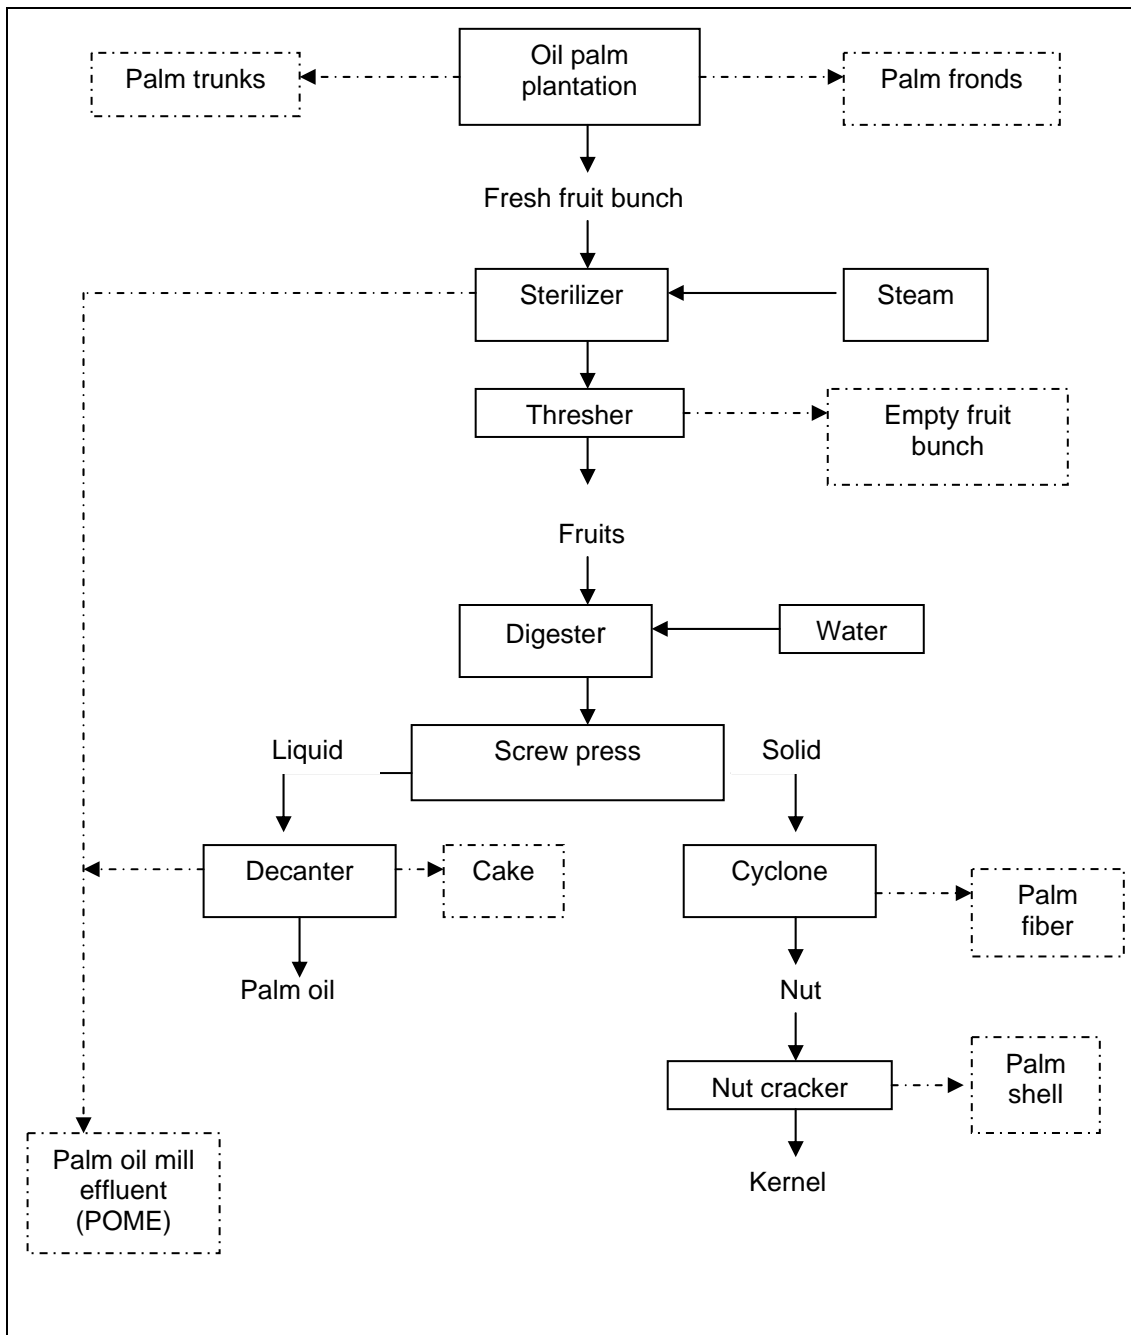 Oil palm
plantation
Palm trunks
Palm fronds
Fresh fruit bunch
Sterilizer
Steam
Thresher
Empty fruit
bunch
Fruits
Digester
Water
Liquid
Screw press
Solid
Decanter
Cake
Cyclone
Palm
fiber
Palm oil
Nut
Nut cracker
Palm
shell
Palm oil mill
effluent
(POME)
Kernel